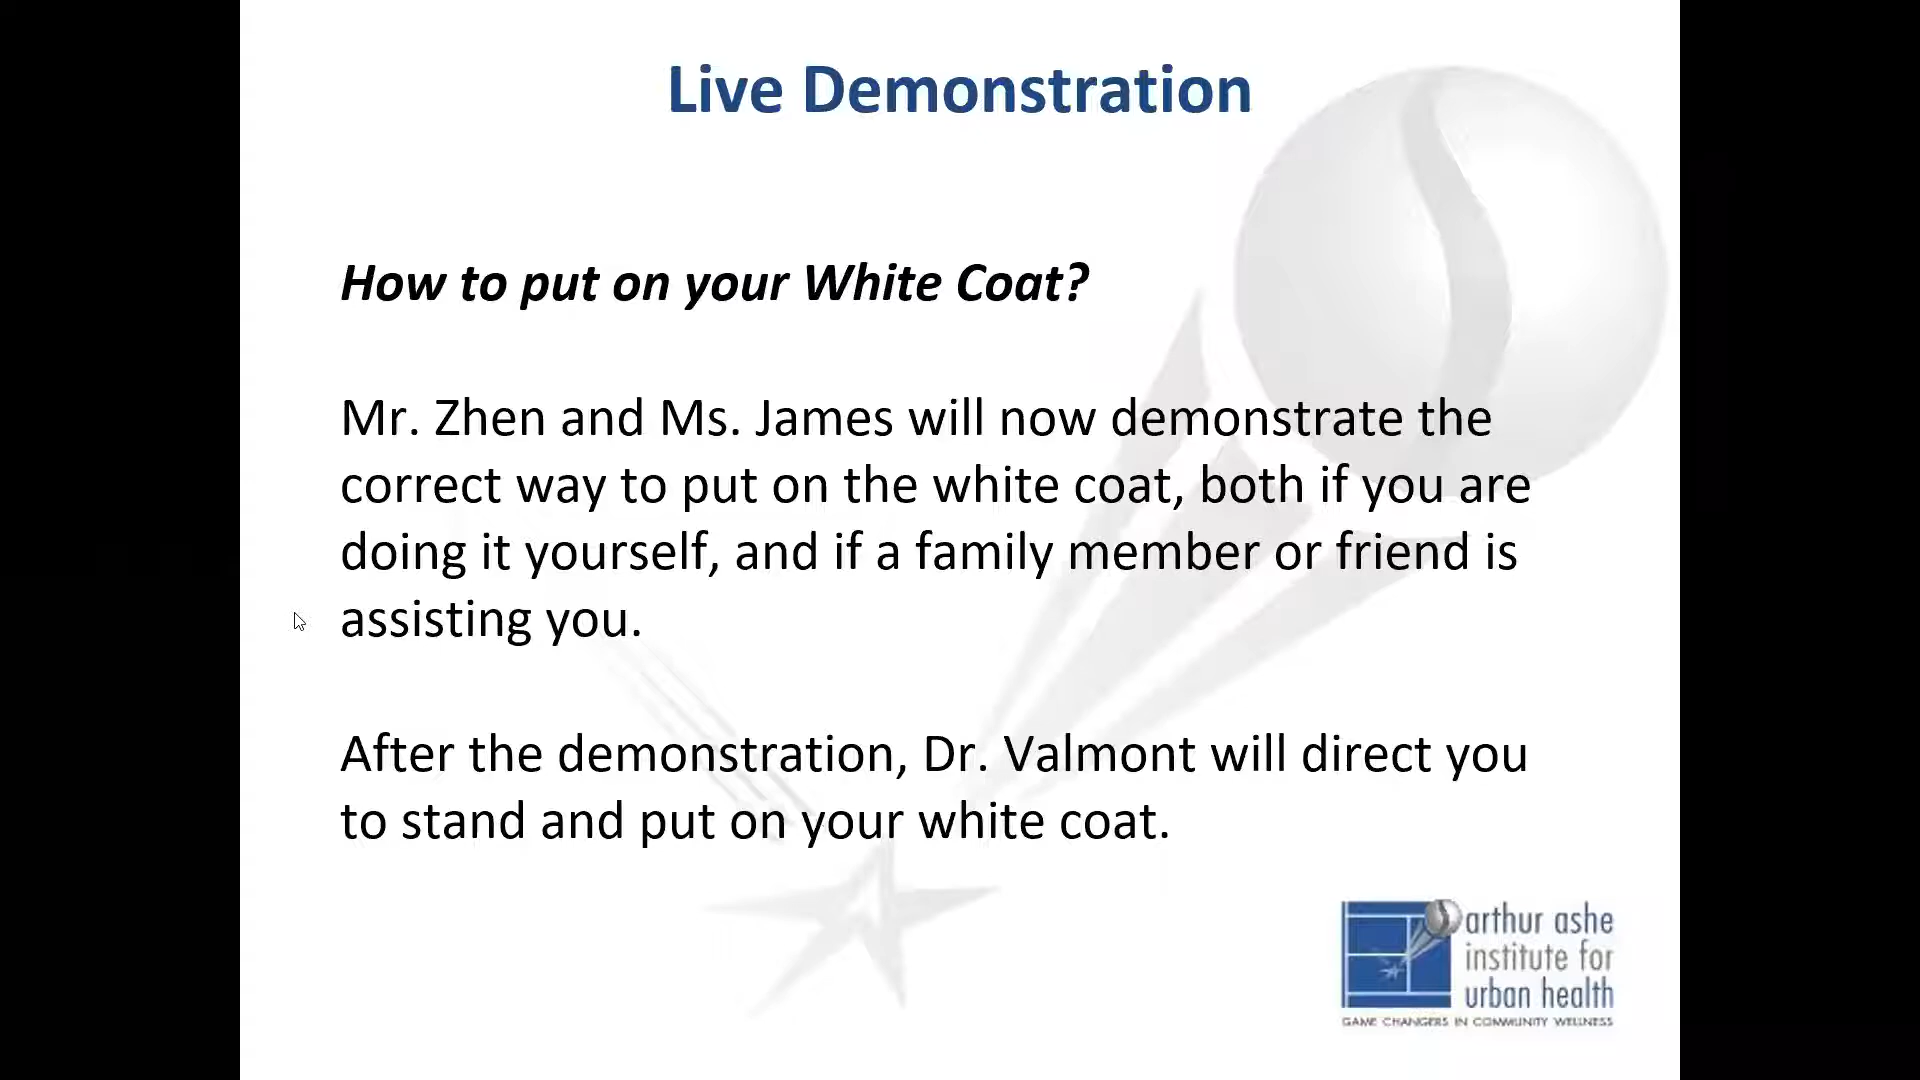 Live Demonstration
How to put on your White Coat?
Mr. Zhen and Ms. James will now demonstrate the
correct way to put on the white coat, both if you are
doing it yourself, and if a family member or friend is
assisting you.
After the demonstration, Dr. Valmont will direct you
to stand and put on your white coat.
arthur ashe
institute for
urban health
GAME CHANGERS IN COMMUNITY WELLNESS